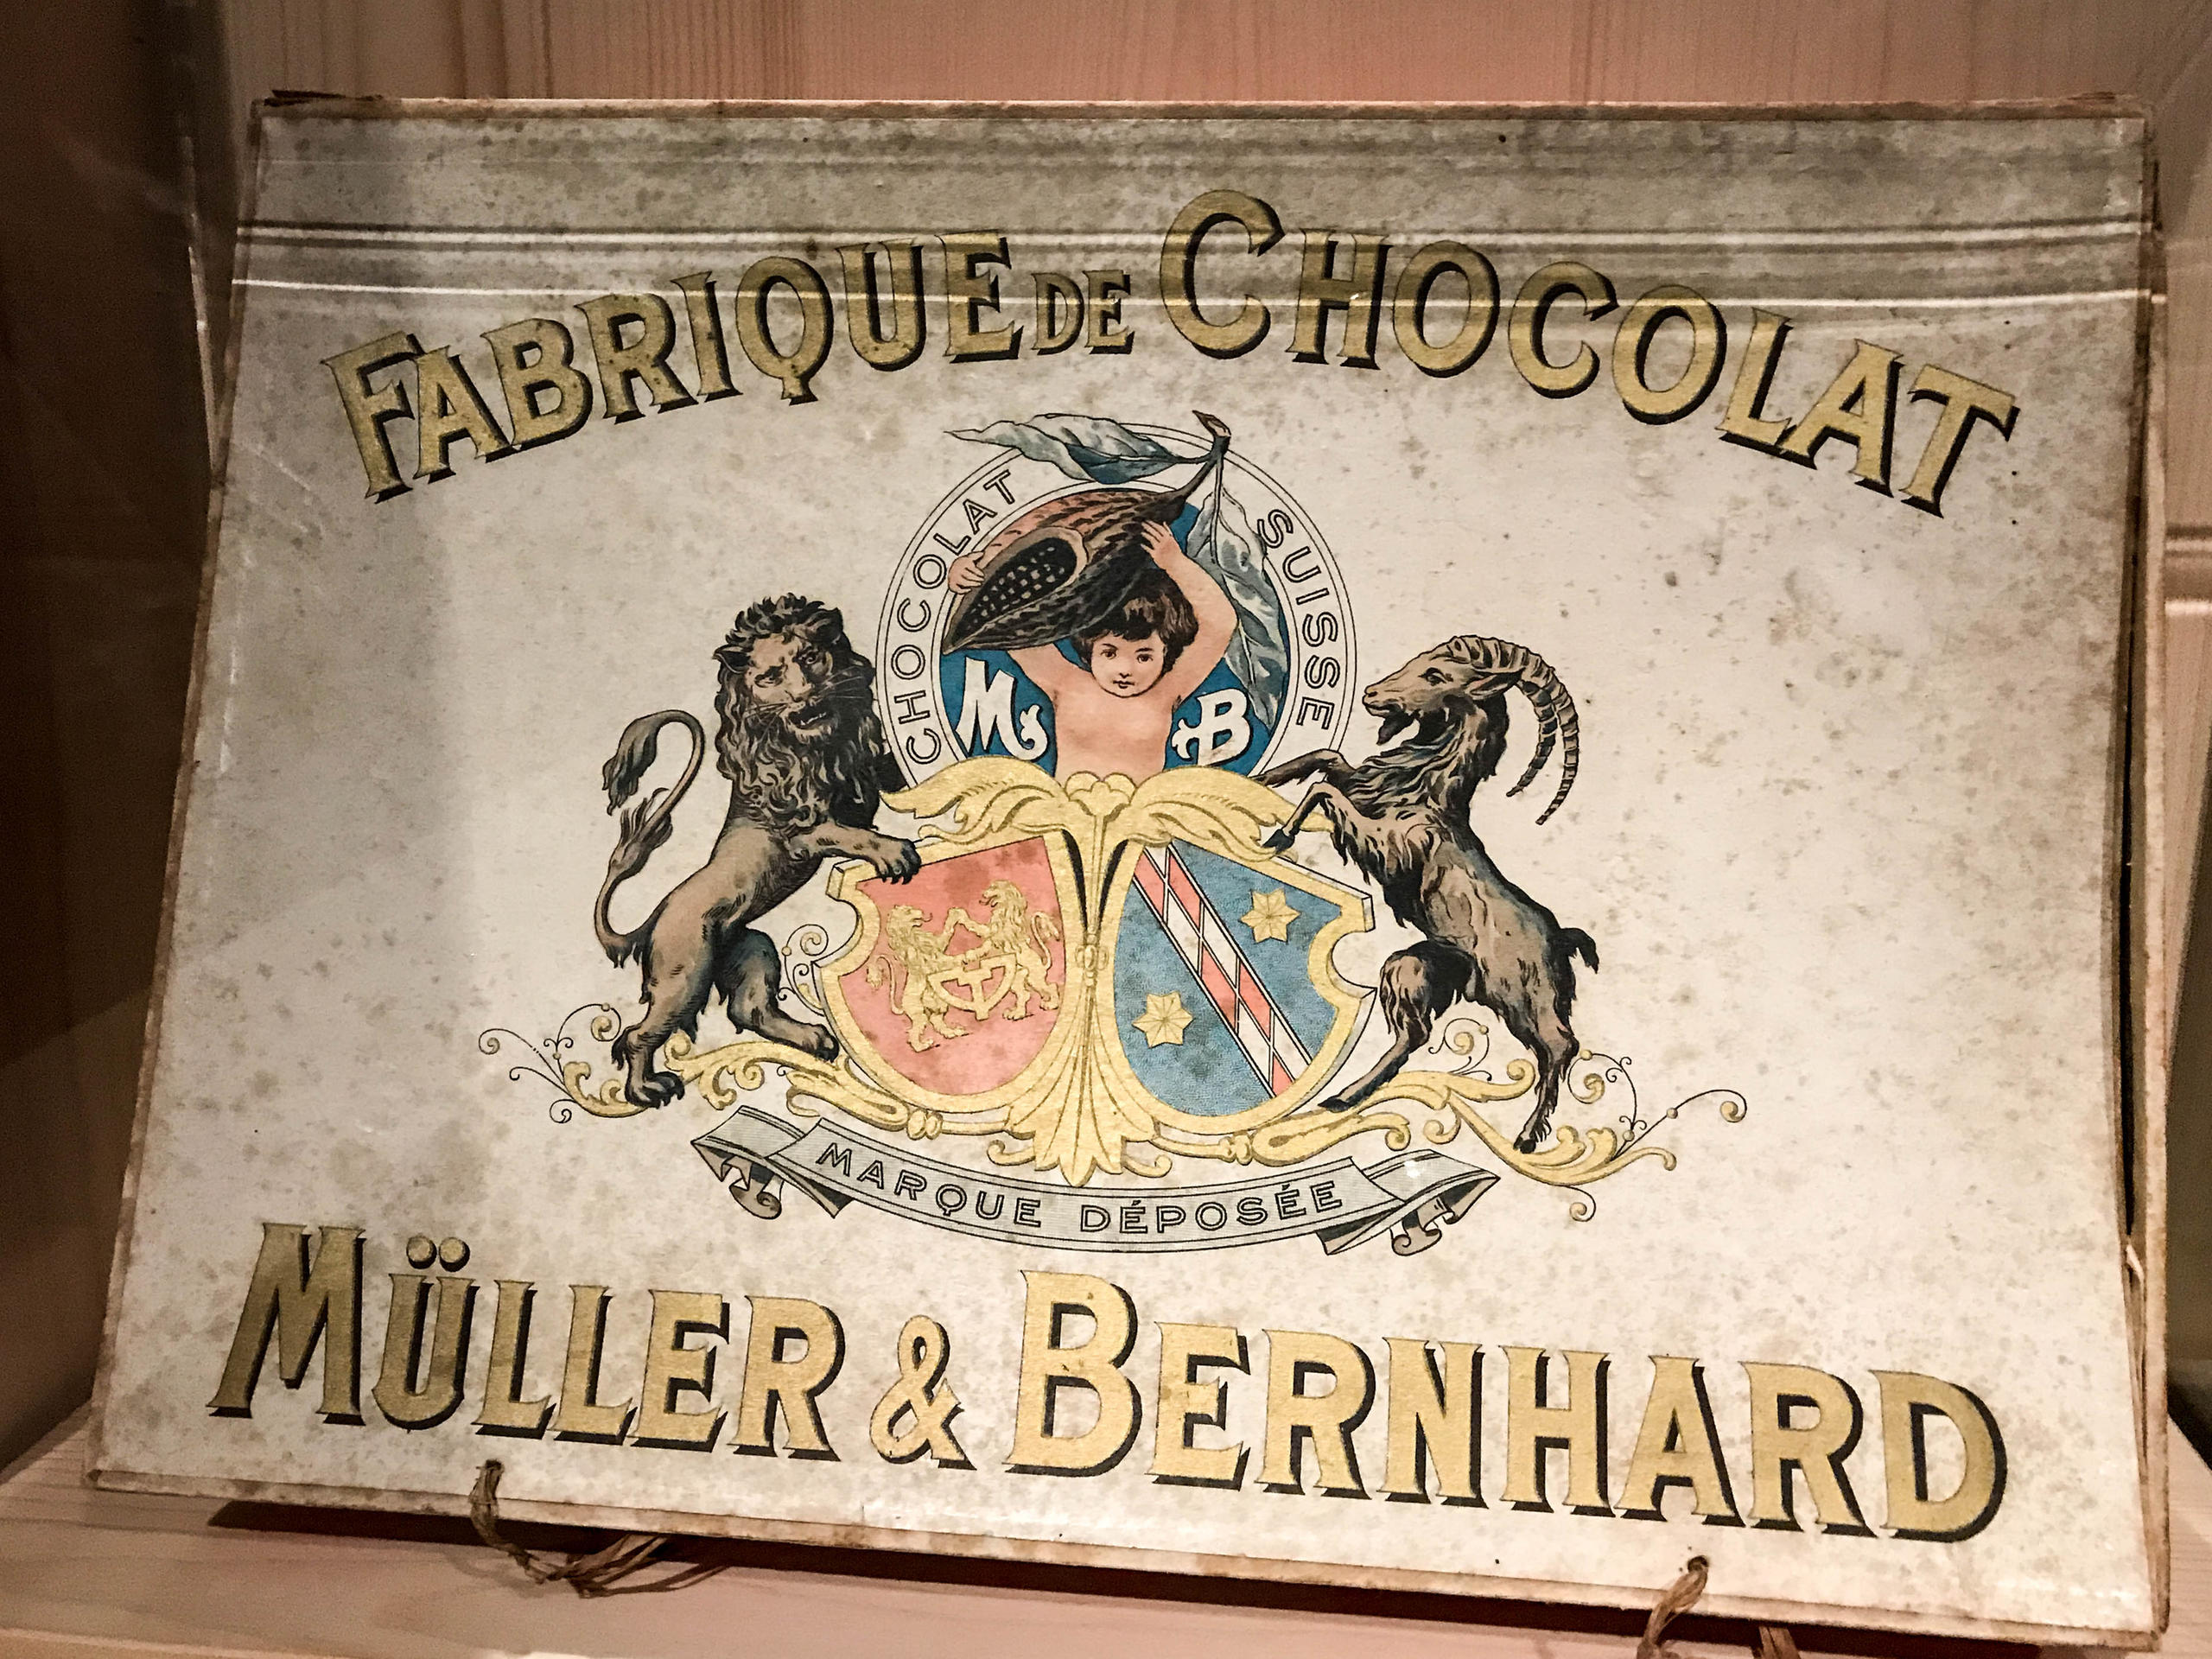 FABRIQUE DE CHOCOLAT
CHOCOLAT SUISSE
M & B
MARQUE DÉPOSÉE
MÜLLER & BERNHARD